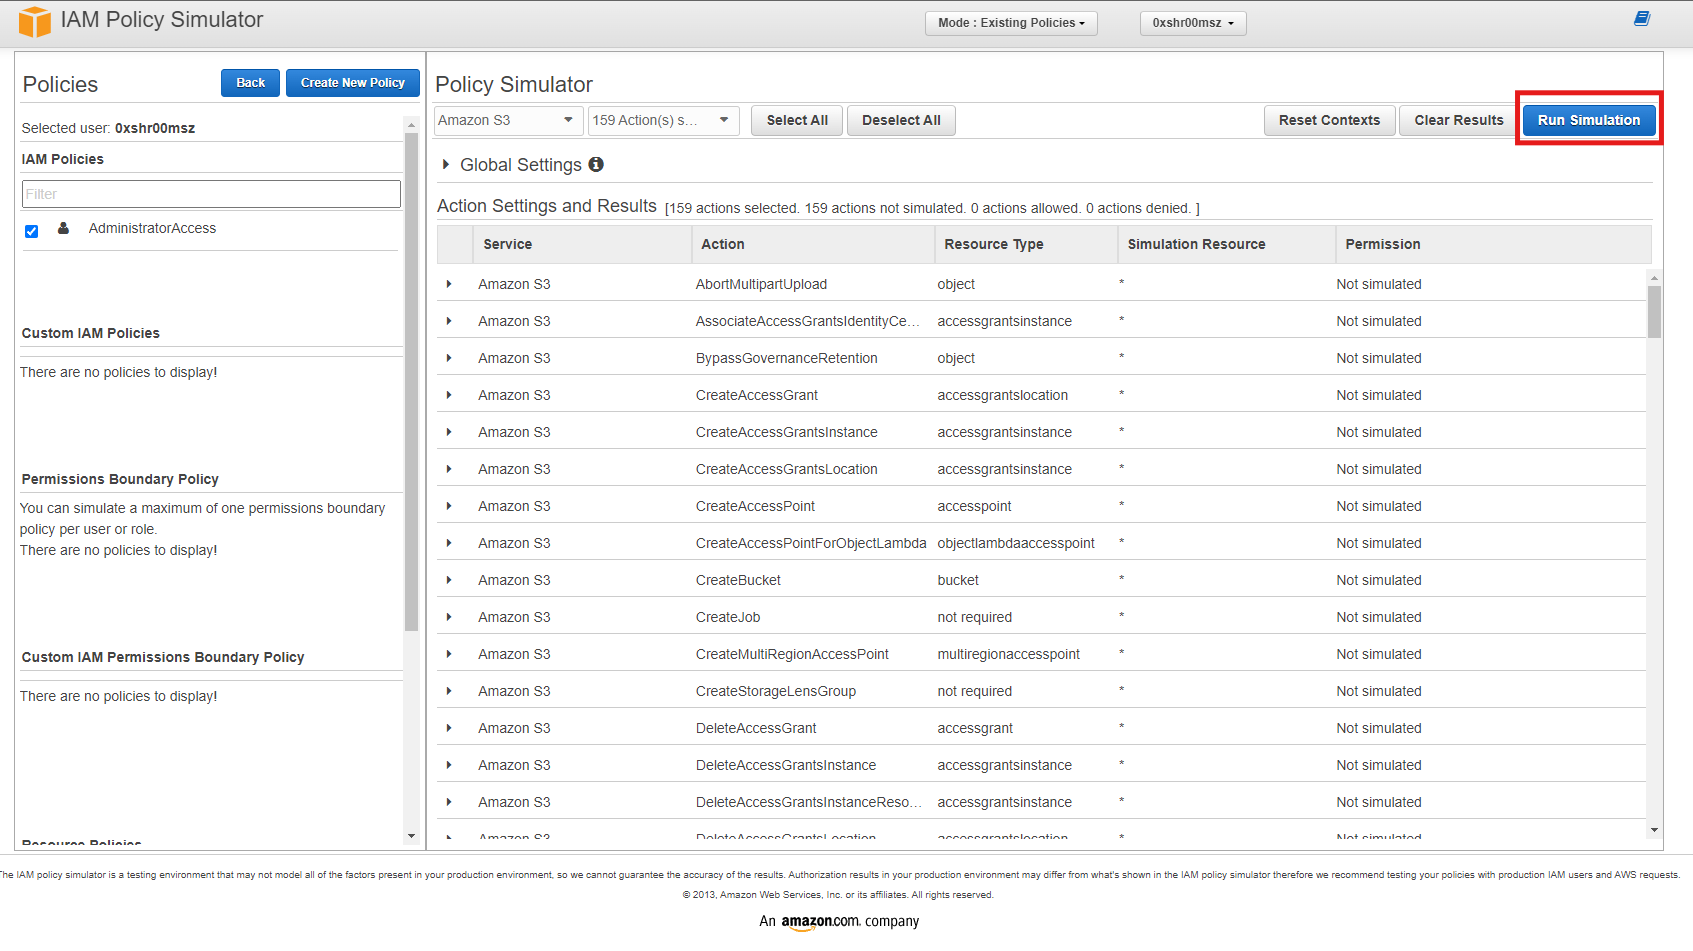 IAM Policy Simulator
Mode : Existing Policies
0xshr00msz
Policies
Back
Create New Policy
Selected user: 0xshr00msz
IAM Policies
Filter
AdministratorAccess
Custom IAM Policies
There are no policies to display!
Permissions Boundary Policy
You can simulate a maximum of one permissions boundary
policy per user or role.
There are no policies to display!
Custom IAM Permissions Boundary Policy
There are no policies to display!
Resource Policies
Policy Simulator
Amazon S3
159 Action(s) s...
Select All
Deselect All
Reset Contexts
Clear Results
Run Simulation
Global Settings
Action Settings and Results [159 actions selected. 159 actions not simulated. 0 actions allowed. 0 actions denied. ]
Service Action Resource Type Simulation Resource Permission
Amazon S3 AbortMultipartUpload object * Not simulated
Amazon S3 AssociateAccessGrantsIdentityCe... accessgrantsinstance * Not simulated
Amazon S3 BypassGovernanceRetention object * Not simulated
Amazon S3 CreateAccessGrant accessgrantslocation * Not simulated
Amazon S3 CreateAccessGrantsInstance accessgrantsinstance * Not simulated
Amazon S3 CreateAccessGrantsLocation accessgrantsinstance * Not simulated
Amazon S3 CreateAccessPoint accesspoint * Not simulated
Amazon S3 CreateAccessPointForObjectLambda objectlambdaaccesspoint * Not simulated
Amazon S3 CreateBucket bucket * Not simulated
Amazon S3 CreateJob not required * Not simulated
Amazon S3 CreateMultiRegionAccessPoint multiregionaccesspoint * Not simulated
Amazon S3 CreateStorageLensGroup not required * Not simulated
Amazon S3 DeleteAccessGrant accessgrant * Not simulated
Amazon S3 DeleteAccessGrantsInstance accessgrantsinstance * Not simulated
Amazon S3 DeleteAccessGrantsInstanceReso... accessgrantsinstance * Not simulated
Amazon S3 DeleteAccessGrantsLocation accessgrantslocation * Not simulated
The IAM policy simulator is a testing environment that may not model all of the factors present in your production environment, so we cannot guarantee the accuracy of the results. Authorization results in your production environment may differ from what's shown in the IAM policy simulator therefore we recommend testing your policies with production IAM users and AWS requests.
© 2013, Amazon Web Services, Inc. or its affiliates. All rights reserved.
An amazon.com. company